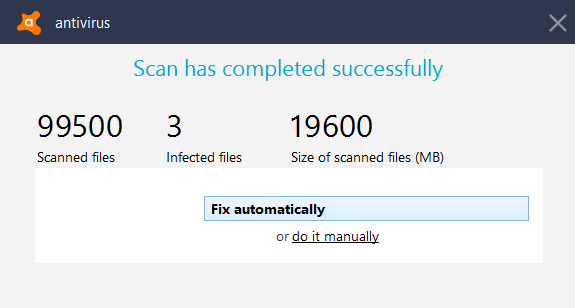 antivirus
Scan has completed successfully
99500 3 19600
Scanned files Infected files Size of scanned files (MB)
Fix automatically
or do it manually